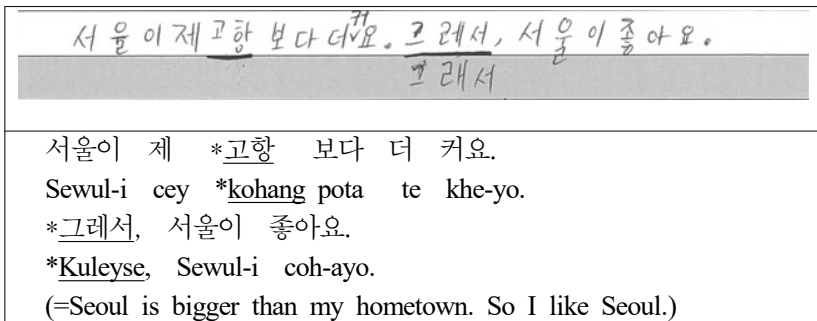 커
서울이제고향보다더∨요. 그레서, 서울이좋아요.
그래서
서울이 제 *고항 보다 더 커요.
Sewul-i cey *kohang pota te khe-yo.
*그레서, 서울이 좋아요.
*Kuleyse, Sewul-i coh-ayo.
(=Seoul is bigger than my hometown. So I like Seoul.)